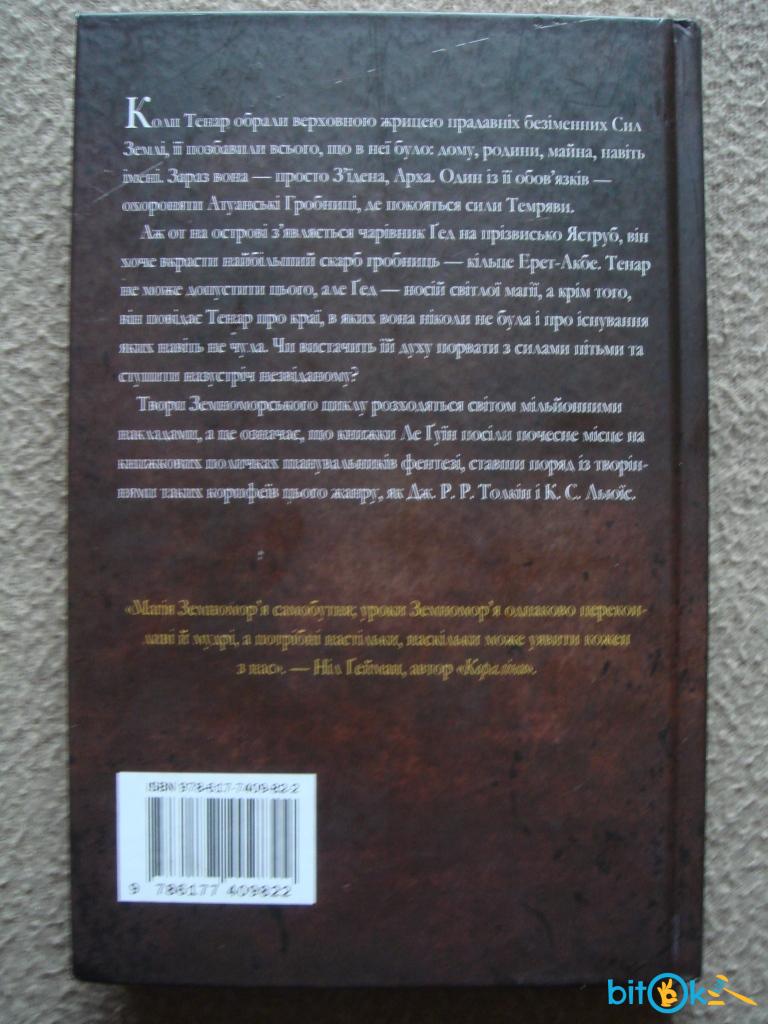 Коли Тенар обрали верховною жрицею прадавніх безіменних Сил
Землі, її позбавили всього, що в неї було: дому, родини, майна, навіть
імені. Зараз вона — просто З'їдена, Арха. Один із її обов'язків —
охороняти Атуанські Гробниці, де покояться сили Темряви.
Аж от на острові з'являється чарівник Ґед на прізвисько Яструб, він
хоче вкрасти найбільший скарб гробниць — кільце Ерет-Акбе. Тенар
не може допустити цього, але Ґед — носій світлої магії, а крім того,
він повідає Тенар про краї, в яких вона ніколи не була і про існування
яких навіть не чула. Чи вистачить їй духу порвати з силами пітьми та
ступити назустріч незвіданому?
Твори Земноморського циклу розходяться світом мільйонними
накладами, а це означає, що книжки Ле Ґуїн посіли почесне місце на
книжкових поличках шанувальників фентезі, ставши поряд із творін-
нями таких корифеїв цього жанру, як Дж. Р. Р. Толкін і К. С. Льюїс.
«Магія Земномор'я самобутня; уроки Земномор'я однаково перекон-
ливі й мудрі, а потрібні настільки, наскільки може уявити кожен
з нас». — Ніл Ґейман, автор «Кораліни».
ISBN 978-617-7409-82-2
9 786177 409822
bitOk